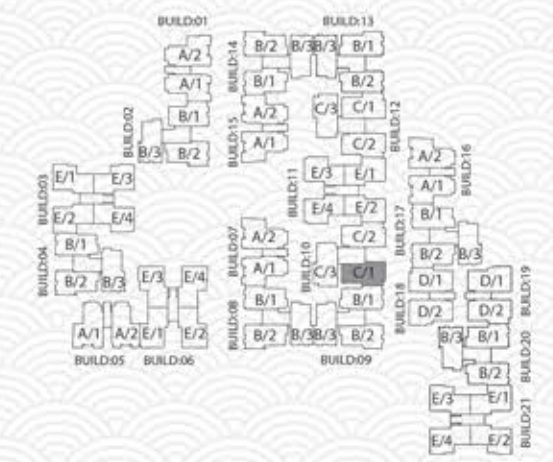 BUILD:01
A/2
A/1
B/1
BUILD:02
B/3
B/2
BUILD:03
E/1
E/3
E/2
E/4
BUILD:04
B/1
B/2
B/3
A/1
A/2
BUILD:05
E/3
E/4
E/1
E/2
BUILD:06
BUILD:13
BUILD:14
B/2
B/3
B/3
B/1
B/1
B/2
BUILD:15
A/2
A/1
C/3
C/1
C/2
BUILD:12
BUILD:11
E/3
E/1
E/4
E/2
BUILD:07
A/2
A/1
BUILD:10
C/2
C/3
C/1
BUILD:08
B/1
B/2
B/3
B/3
B/1
B/2
BUILD:09
A/2
A/1
BUILD:16
BUILD:17
B/1
B/2
B/3
BUILD:18
D/1
D/2
D/1
D/2
BUILD:19
B/3
B/1
B/2
BUILD:20
E/3
E/1
E/4
E/2
BUILD:21